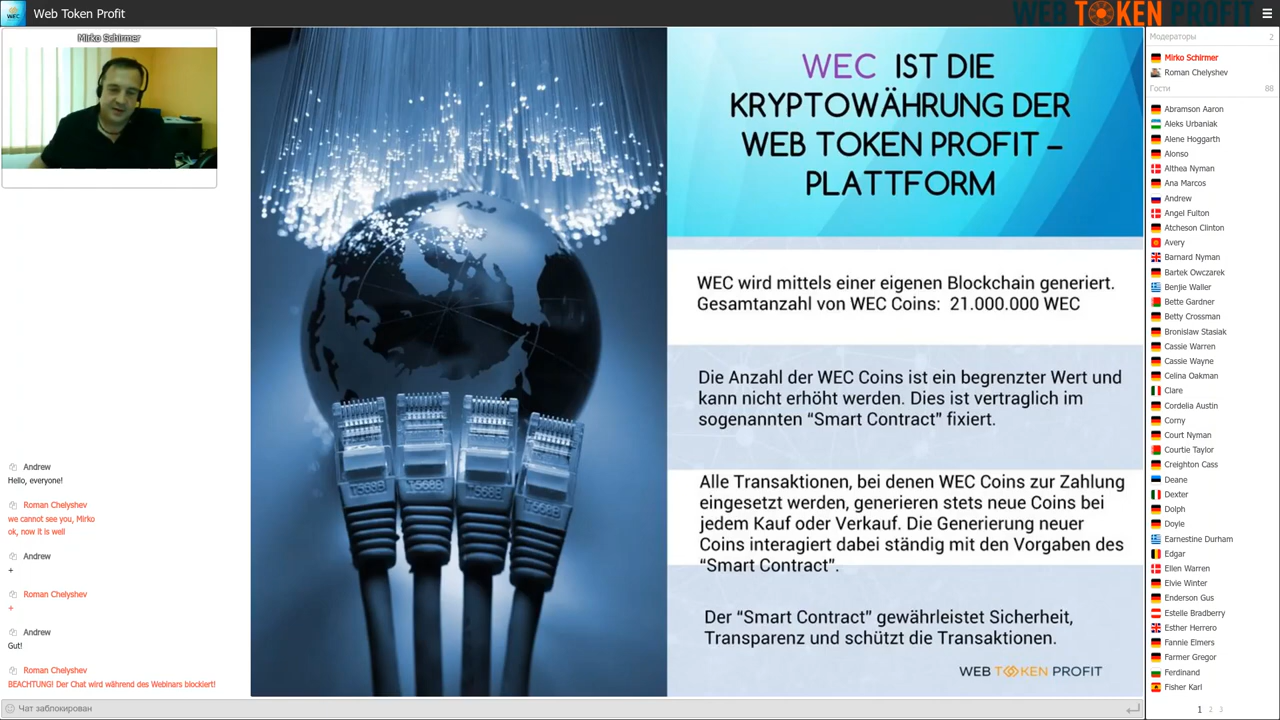 WEC
Web Token Profit
WEB TOKEN PROFIT
Mirko Schirmer
WEC IST DIE
KRYPTOWÄHRUNG DER
WEB TOKEN PROFIT –
PLATTFORM
WEC wird mittels einer eigenen Blockchain generiert.
Gesamtanzahl von WEC Coins: 21.000.000 WEC
Die Anzahl der WEC Coins ist ein begrenzter Wert und
kann nicht erhöht werden. Dies ist vertraglich im
sogenannten “Smart Contract” fixiert.
Alle Transaktionen, bei denen WEC Coins zur Zahlung
eingesetzt werden, generieren stets neue Coins bei
jedem Kauf oder Verkauf. Die Generierung neuer
Coins interagiert dabei ständig mit den Vorgaben des
“Smart Contract”.
Der “Smart Contract” gewährleistet Sicherheit,
Transparenz und schützt die Transaktionen.
WEB TOKEN PROFIT
Andrew
Hello, everyone!
Roman Chelyshev
we cannot see you, Mirko
ok, now it is well
Andrew
+
Roman Chelyshev
+
Andrew
Gut!
Roman Chelyshev
BEACHTUNG! Der Chat wird während des Webinars blockiert!
Чат заблокирован
Модераторы 2
Mirko Schirmer
Roman Chelyshev
Гости 88
Abramson Aaron
Aleks Urbaniak
Alene Hoggarth
Alonso
Althea Nyman
Ana Marcos
Andrew
Angel Fulton
Atcheson Clinton
Avery
Barnard Nyman
Bartek Owczarek
Benjie Waller
Bette Gardner
Betty Crossman
Bronislaw Stasiak
Cassie Warren
Cassie Wayne
Celina Oakman
Clare
Cordelia Austin
Corny
Court Nyman
Courtie Taylor
Creighton Cass
Deane
Dexter
Dolph
Doyle
Earnestine Durham
Edgar
Ellen Warren
Elvie Winter
Enderson Gus
Estelle Bradberry
Esther Herrero
Fannie Elmers
Farmer Gregor
Ferdinand
Fisher Karl
1 2 3